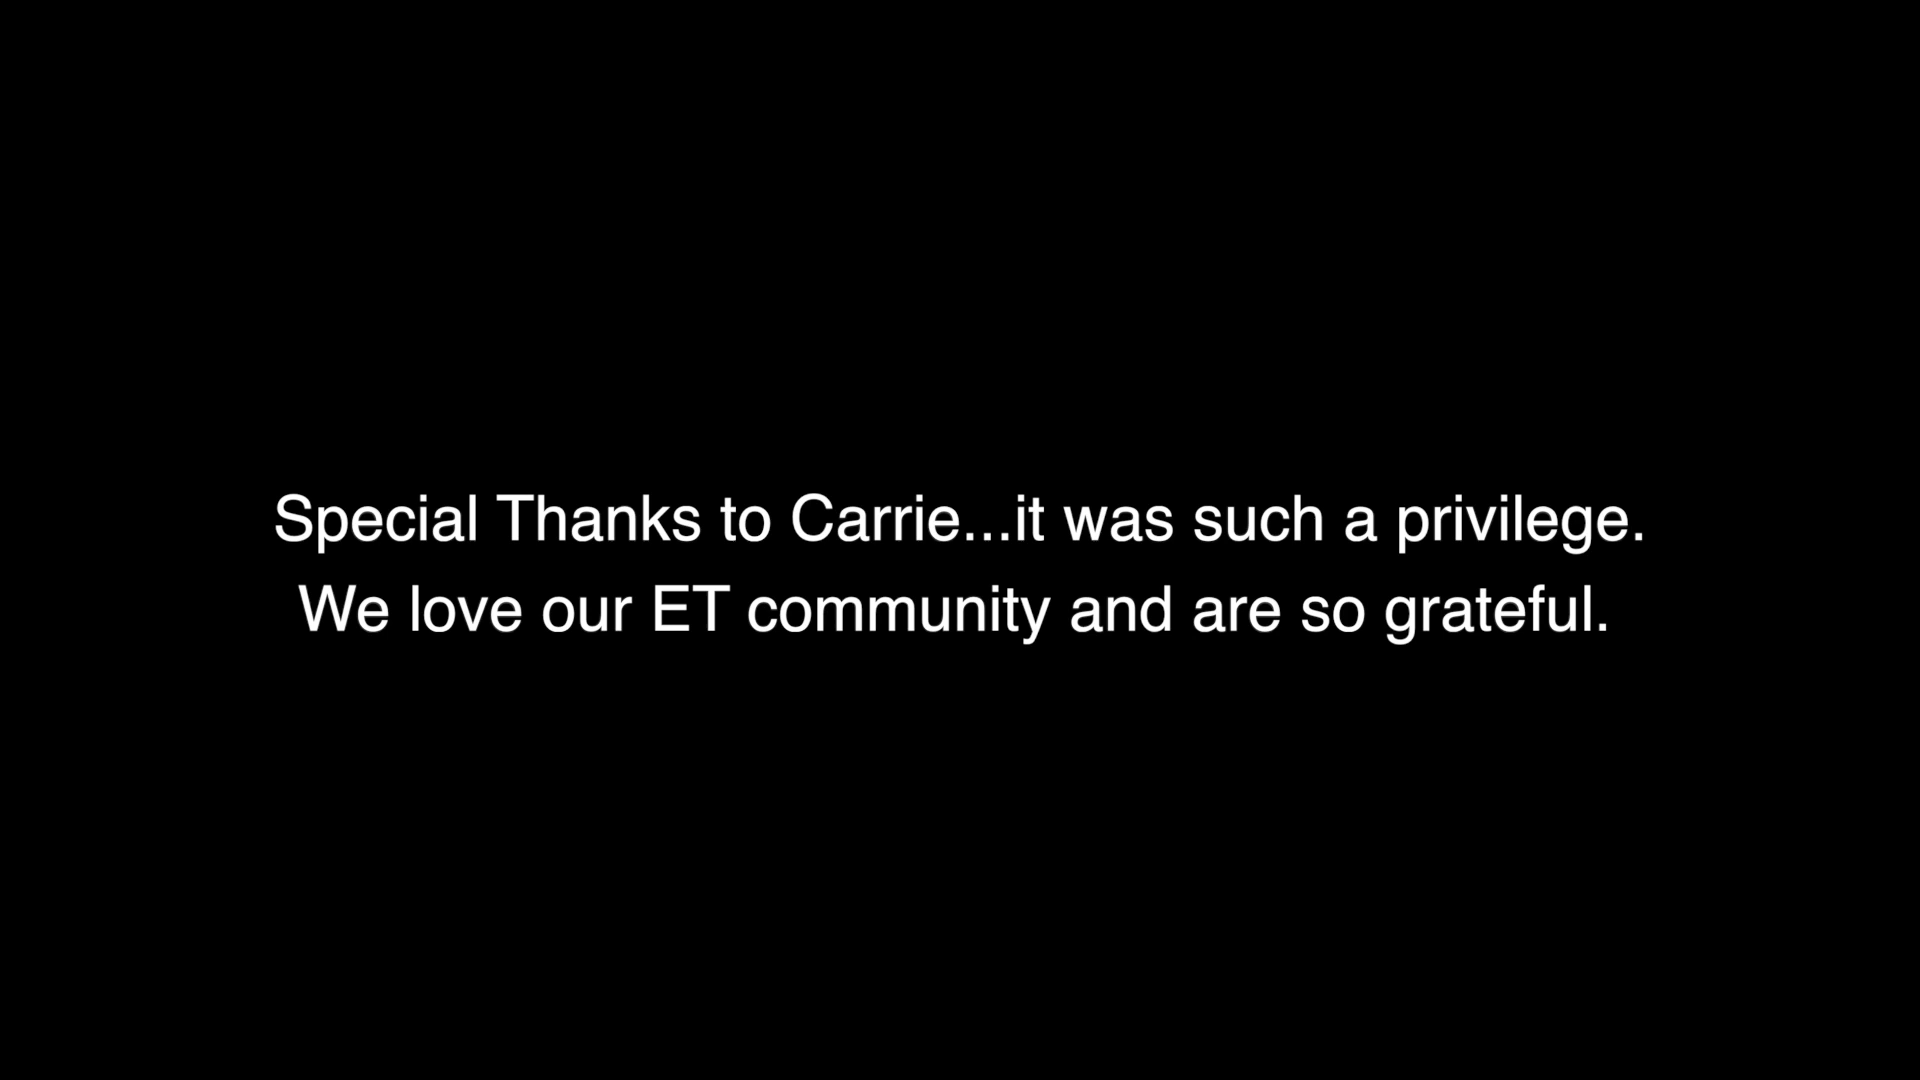 Special Thanks to Carrie...it was such a privilege.
We love our ET community and are so grateful.